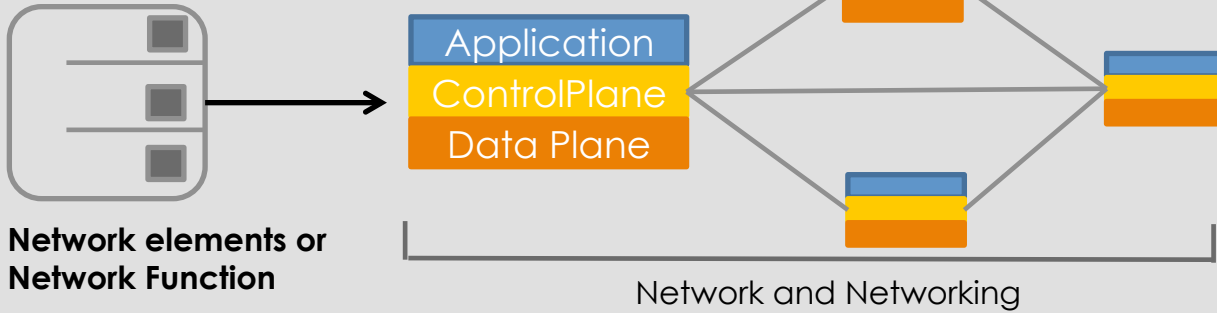 Application
ControlPlane
Data Plane
Network elements or
Network Function
Network and Networking